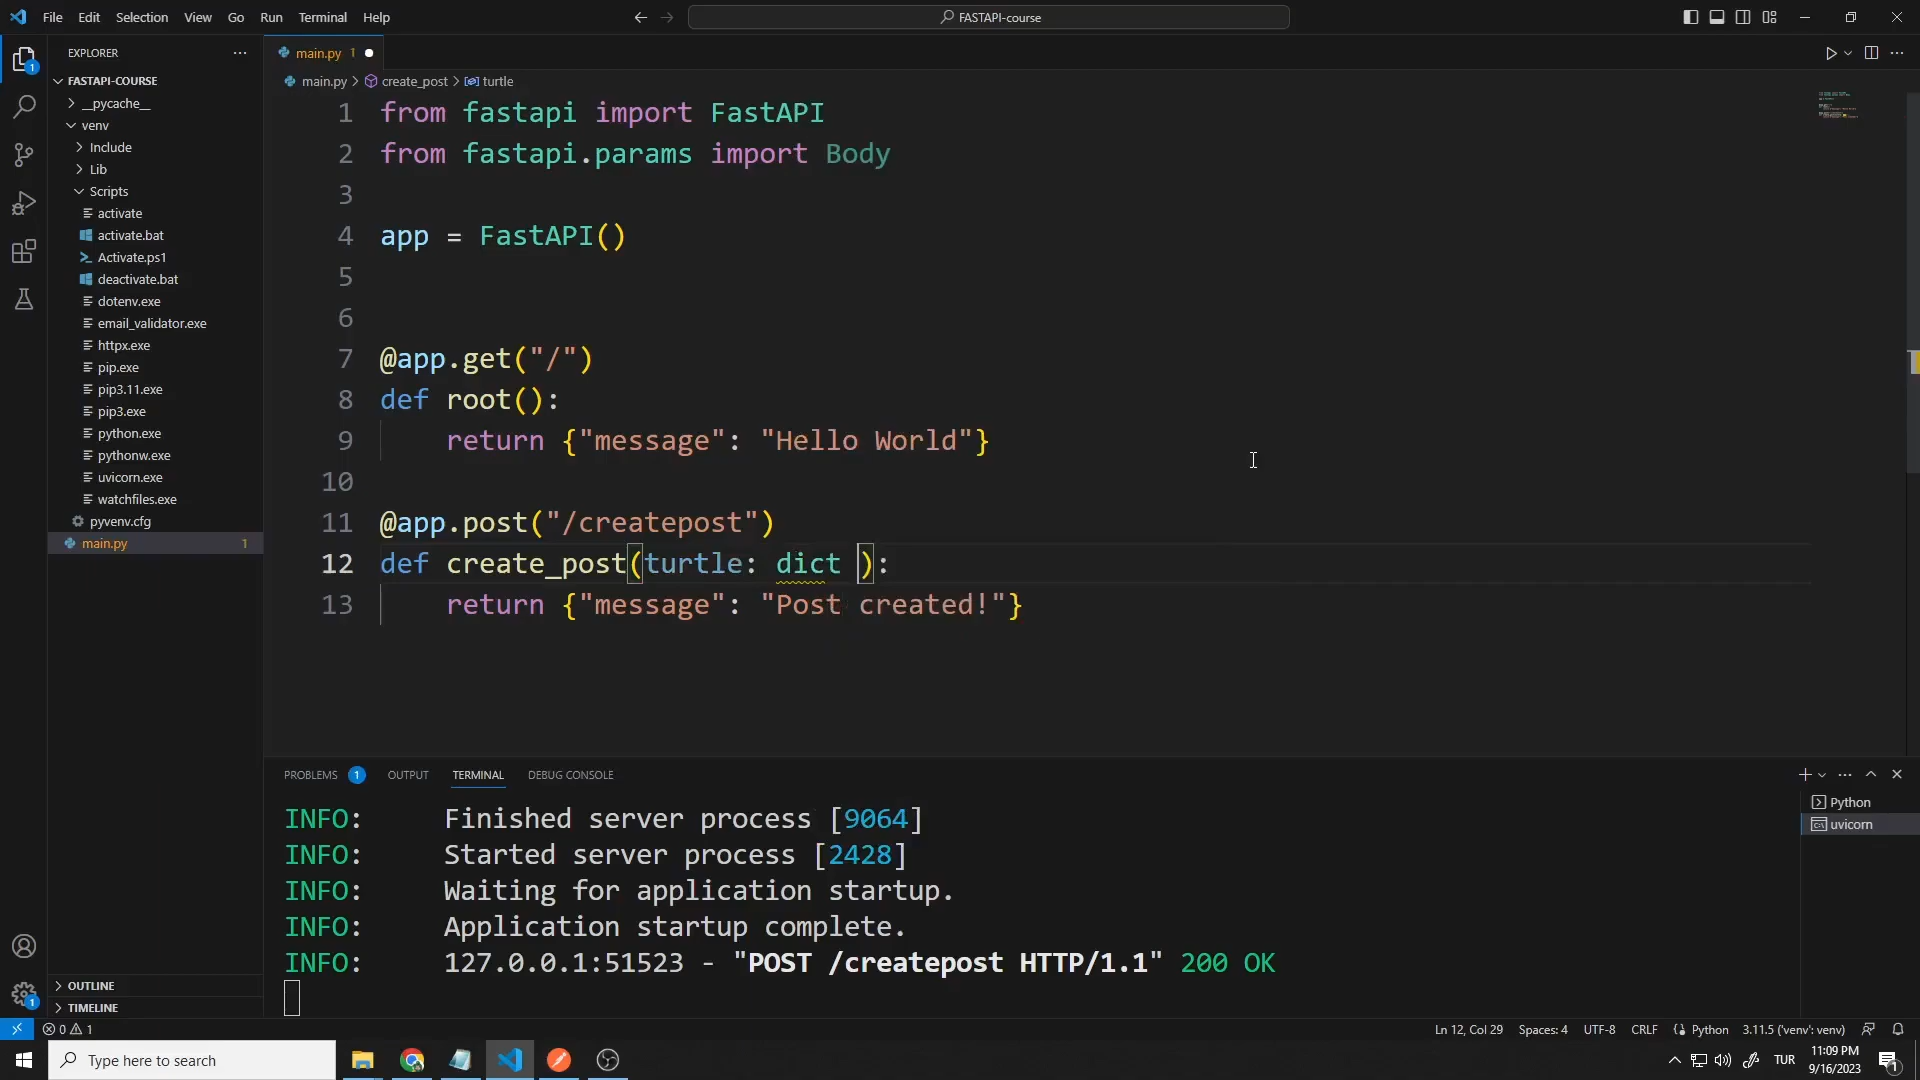 File Edit Selection View Go Run Terminal Help
FASTAPI-course
EXPLORER
FASTAPI-COURSE
__pycache__
venv
Include
Lib
Scripts
activate
activate.bat
Activate.ps1
deactivate.bat
dotenv.exe
email_validator.exe
httpx.exe
pip.exe
pip3.11.exe
pip3.exe
python.exe
pythonw.exe
uvicorn.exe
watchfiles.exe
pyvenv.cfg
main.py 1
OUTLINE
TIMELINE
main.py 1
main.py > create_post > turtle
1 from fastapi import FastAPI
2 from fastapi.params import Body
3
4 app = FastAPI()
5
6
7 @app.get("/")
8 def root():
9 return {"message": "Hello World"}
10
11 @app.post("/createpost")
12 def create_post(turtle: dict ):
13 return {"message": "Post created!"}
PROBLEMS 1 OUTPUT TERMINAL DEBUG CONSOLE
INFO: Finished server process [9064]
INFO: Started server process [2428]
INFO: Waiting for application startup.
INFO: Application startup complete.
INFO: 127.0.0.1:51523 - "POST /createpost HTTP/1.1" 200 OK
Python
uvicorn
1
1
0 1
Ln 12, Col 29 Spaces: 4 UTF-8 CRLF Python 3.11.5 ('venv': venv)
Type here to search
TUR
11:09 PM
9/16/2023
1